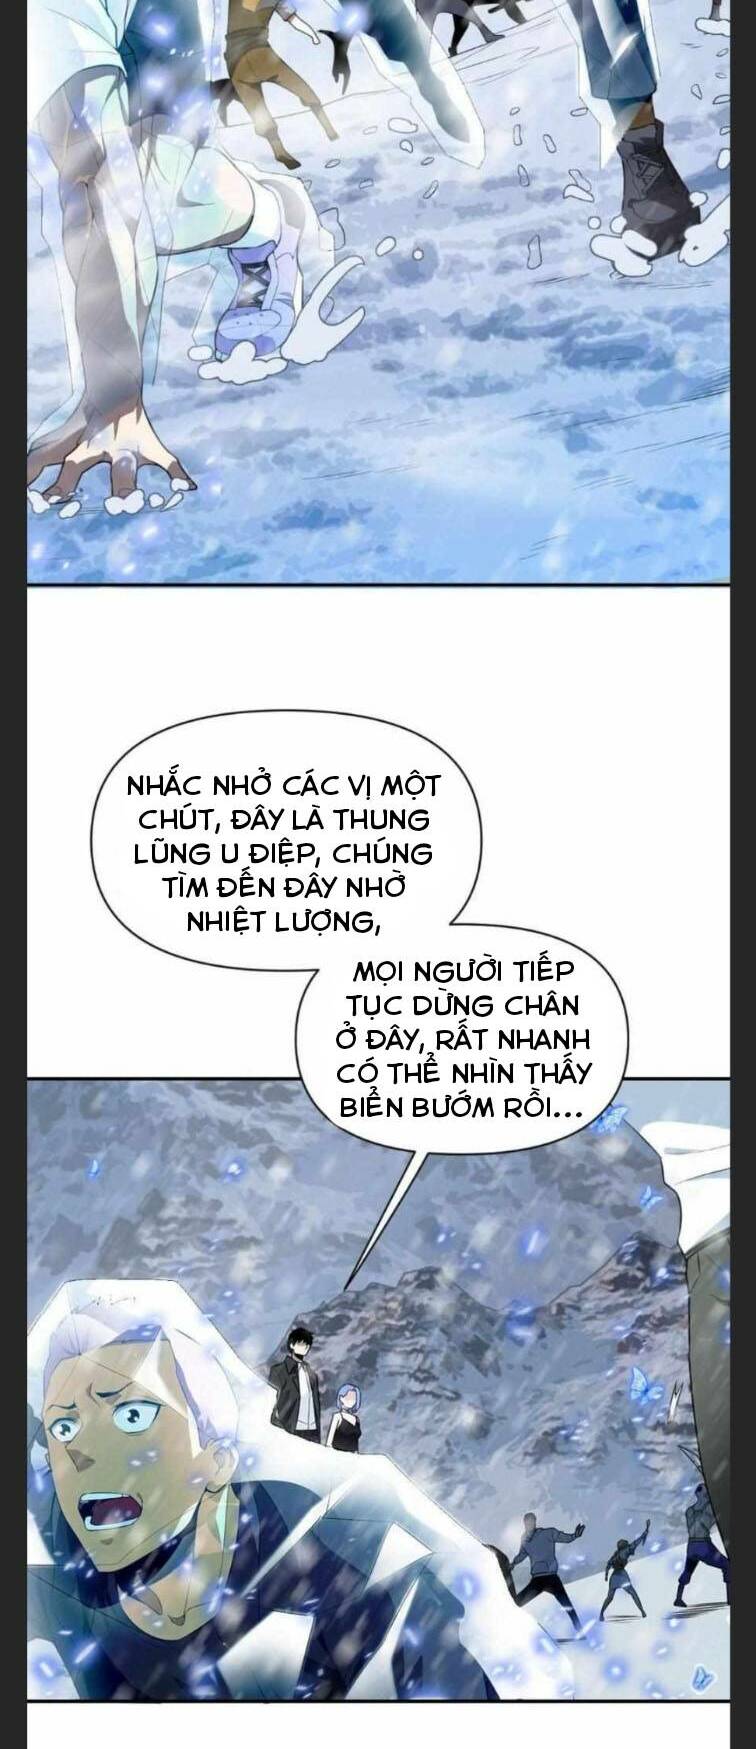 NHẮC NHỞ CÁC VỊ MỘT
CHÚT, ĐÂY LÀ THUNG
LŨNG U ĐIỆP, CHÚNG
TÌM ĐẾN ĐÂY NHỜ
NHIỆT LƯỢNG,
MỌI NGƯỜI TIẾP
TỤC DỪNG CHÂN
Ở ĐÂY, RẤT NHANH
CÓ THỂ NHÌN THẤY
BIỂN BƯỚM RỒI...